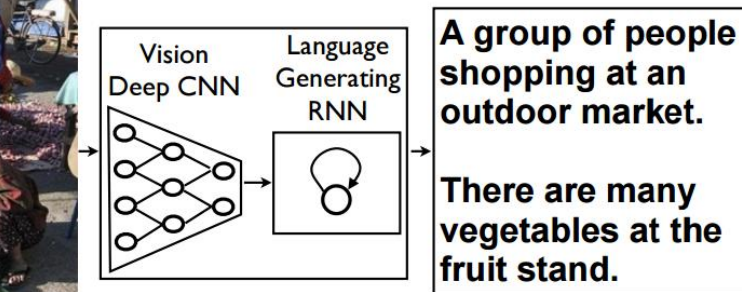 Vision
Deep CNN
Language
Generating
RNN
A group of people
shopping at an
outdoor market.
There are many
vegetables at the
fruit stand.